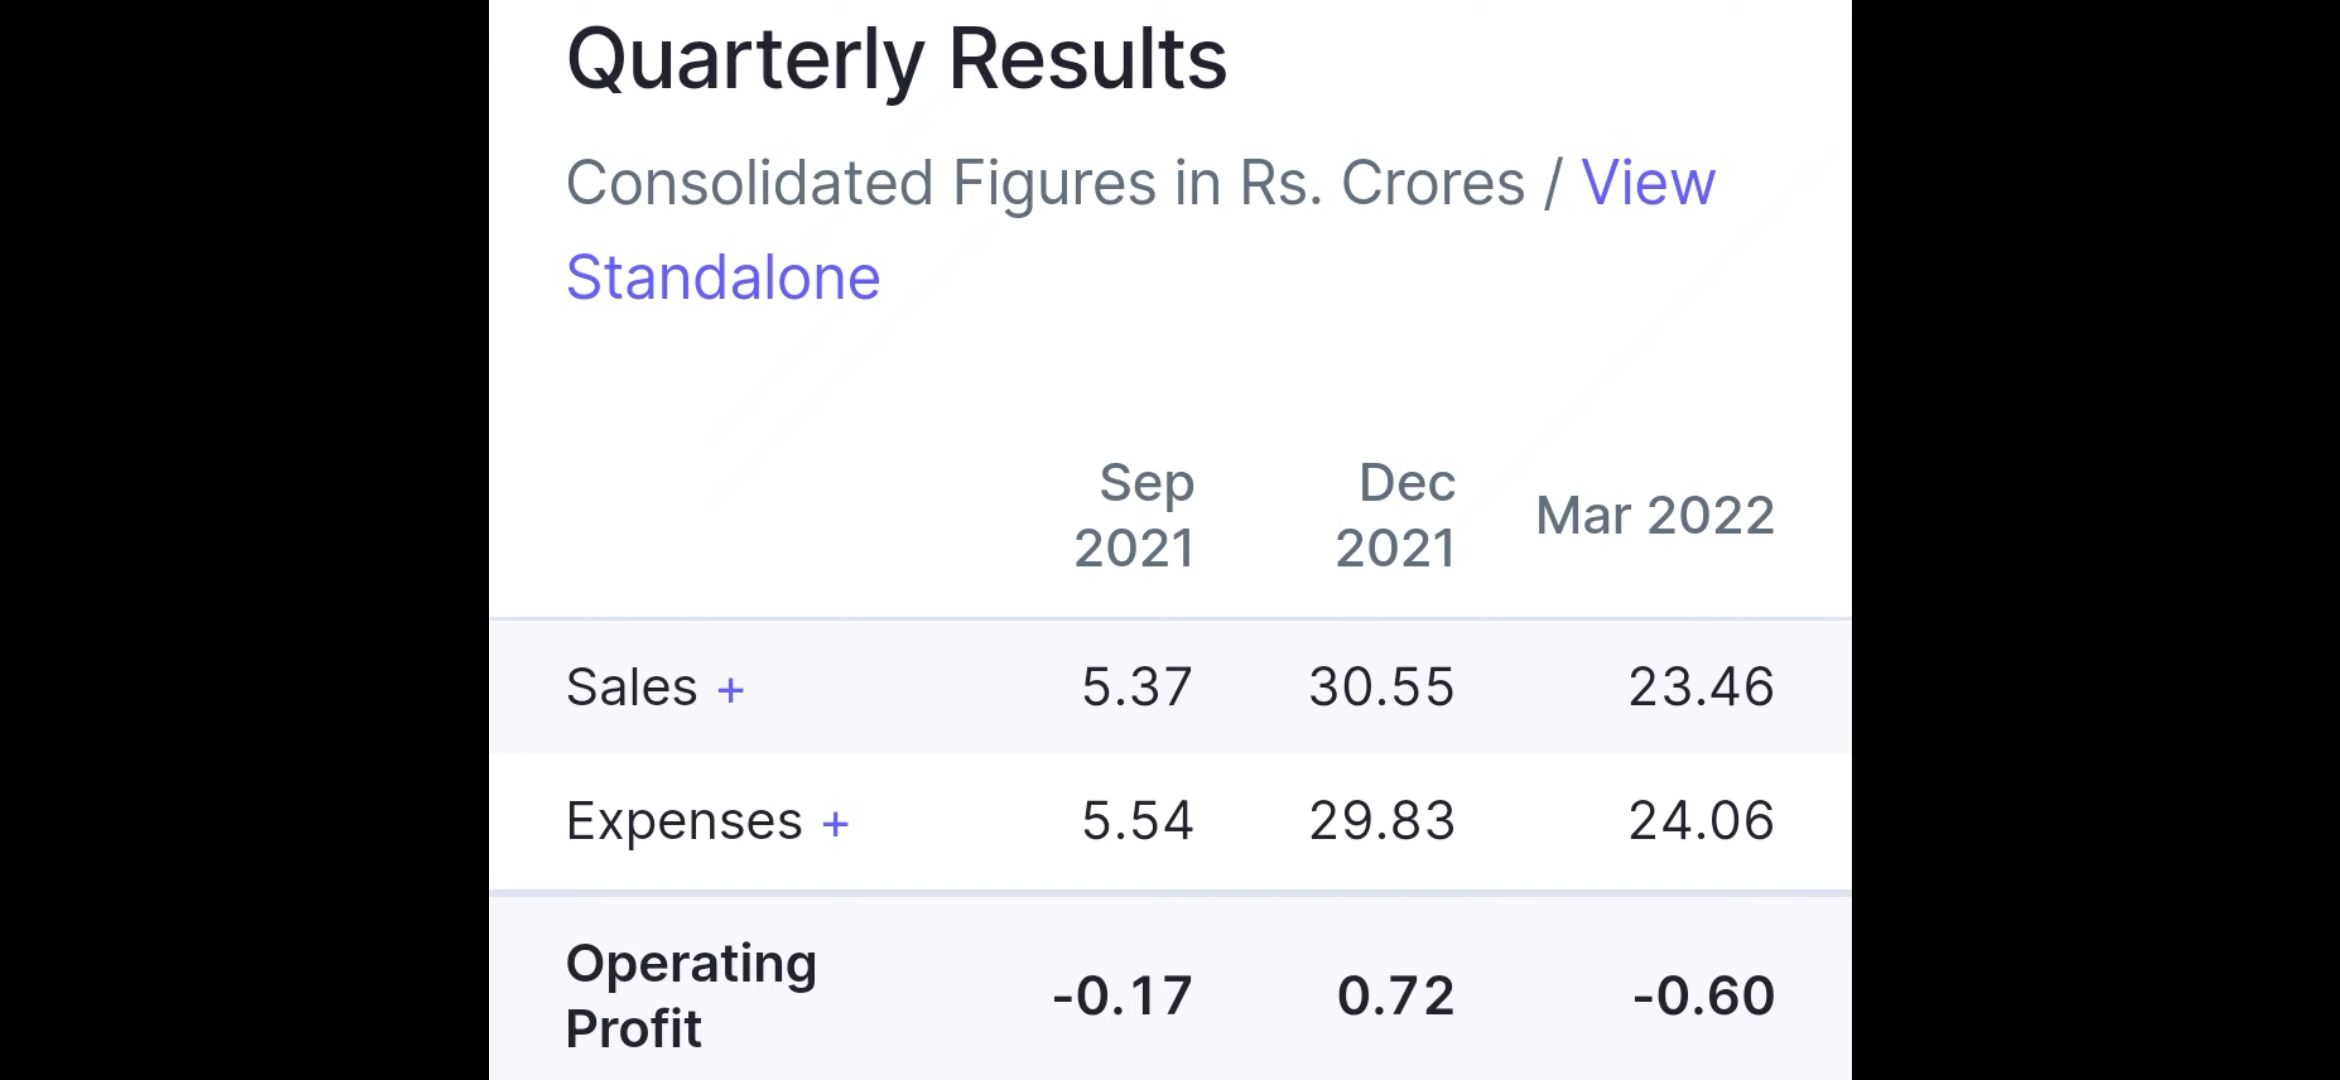 Quarterly Results
Consolidated Figures in Rs. Crores / View
Standalone
Sep 2021 Dec 2021 Mar 2022
Sales + 5.37 30.55 23.46
Expenses + 5.54 29.83 24.06
Operating Profit -0.17 0.72 -0.60